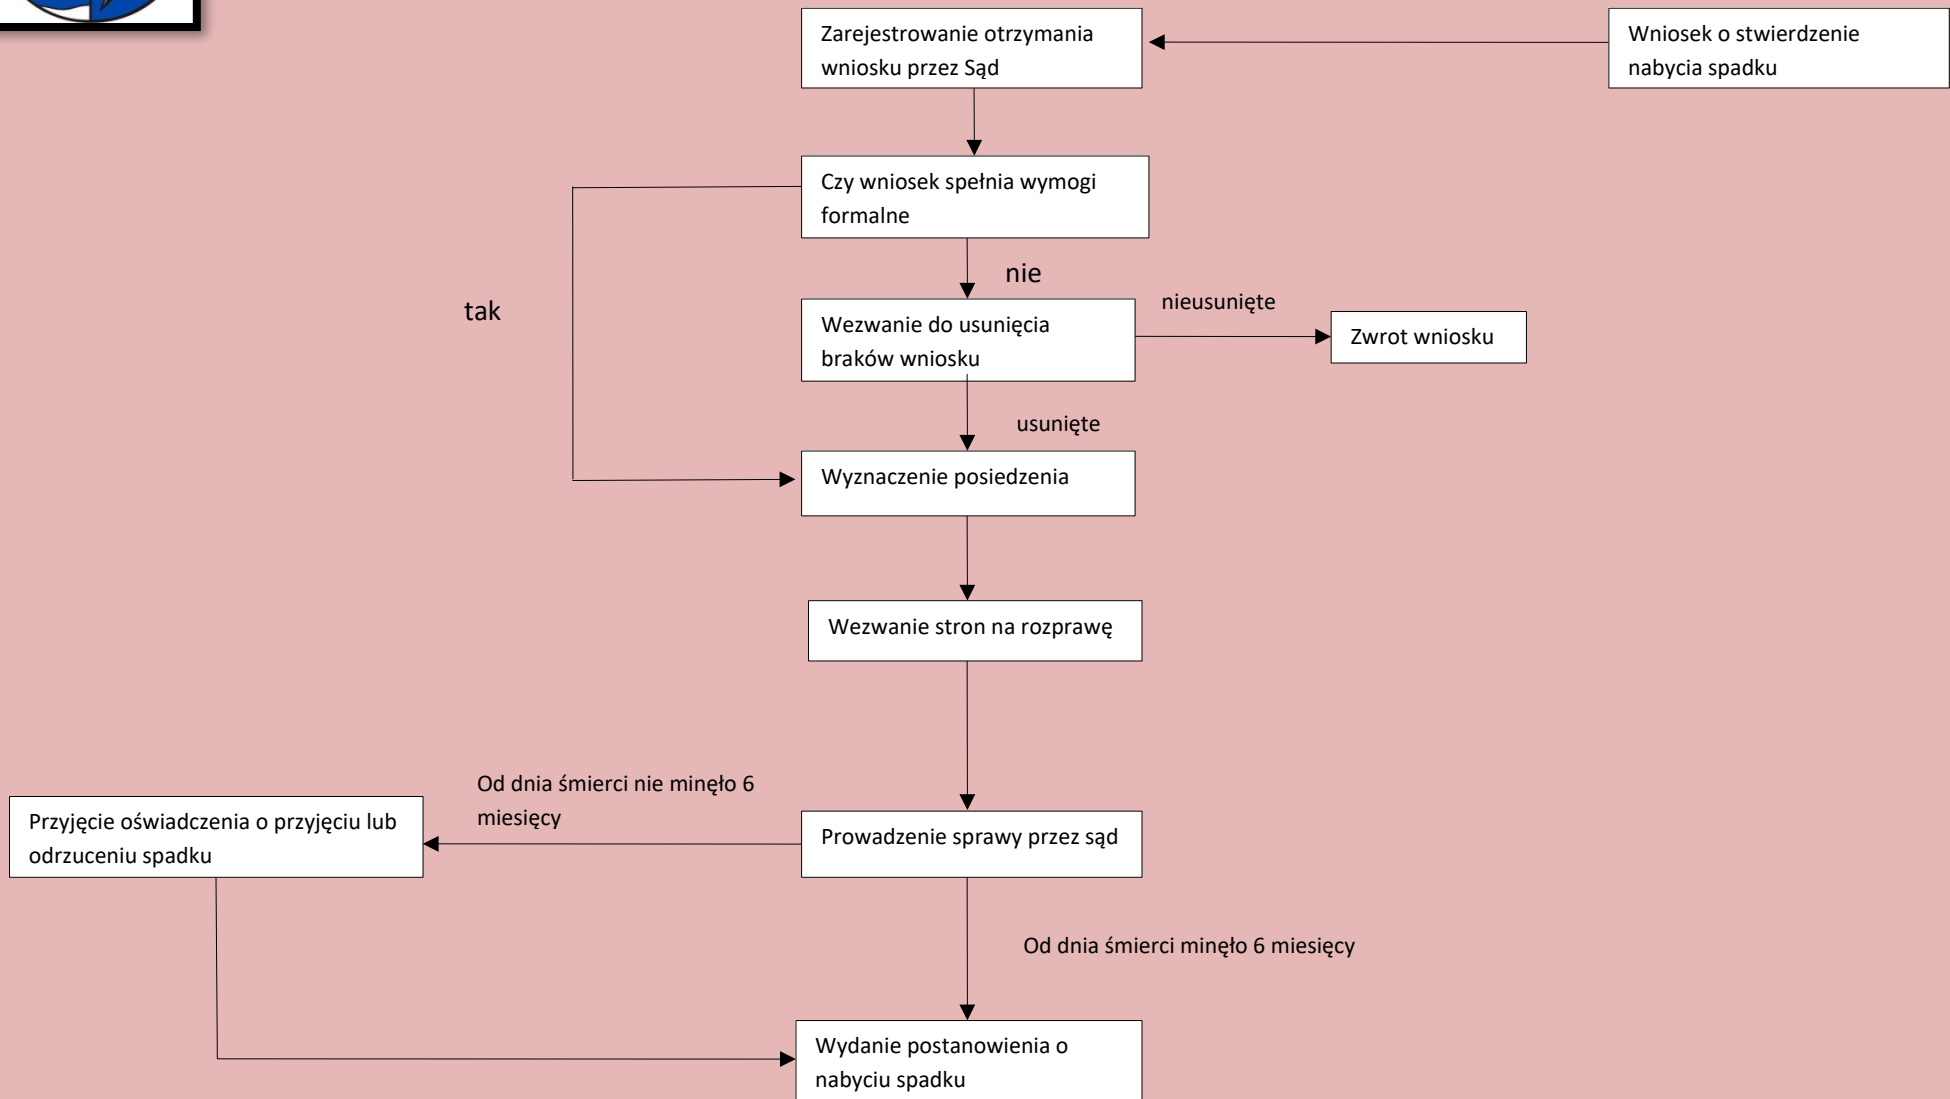 Zarejestrowanie otrzymania
wniosku przez Sąd
Wniosek o stwierdzenie
nabycia spadku
Czy wniosek spełnia wymogi
formalne
nie
tak
nieusunięte
Wezwanie do usunięcia
braków wniosku
Zwrot wniosku
usunięte
Wyznaczenie posiedzenia
Wezwanie stron na rozprawę
Od dnia śmierci nie minęło 6
miesięcy
Przyjęcie oświadczenia o przyjęciu lub
odrzuceniu spadku
Prowadzenie sprawy przez sąd
Od dnia śmierci minęło 6 miesięcy
Wydanie postanowienia o
nabyciu spadku